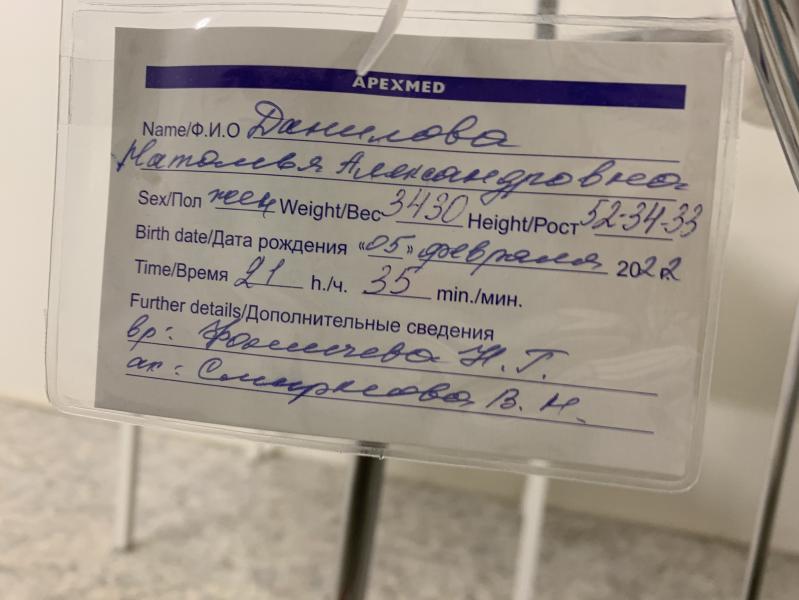 APEXMED
Name/Ф.И.О Данилова
Наталья Александровна
Sex/Пол жен Weight/Вес 3430 Height/Рост 52-34-33
Birth date/Дата рождения «05» февраля 2022г.
Time/Время 21 h./ч. 35 min./мин.
Further details/Дополнительные сведения
вр: Фомичева Н. Г.
ак: Смирнова В. Н.